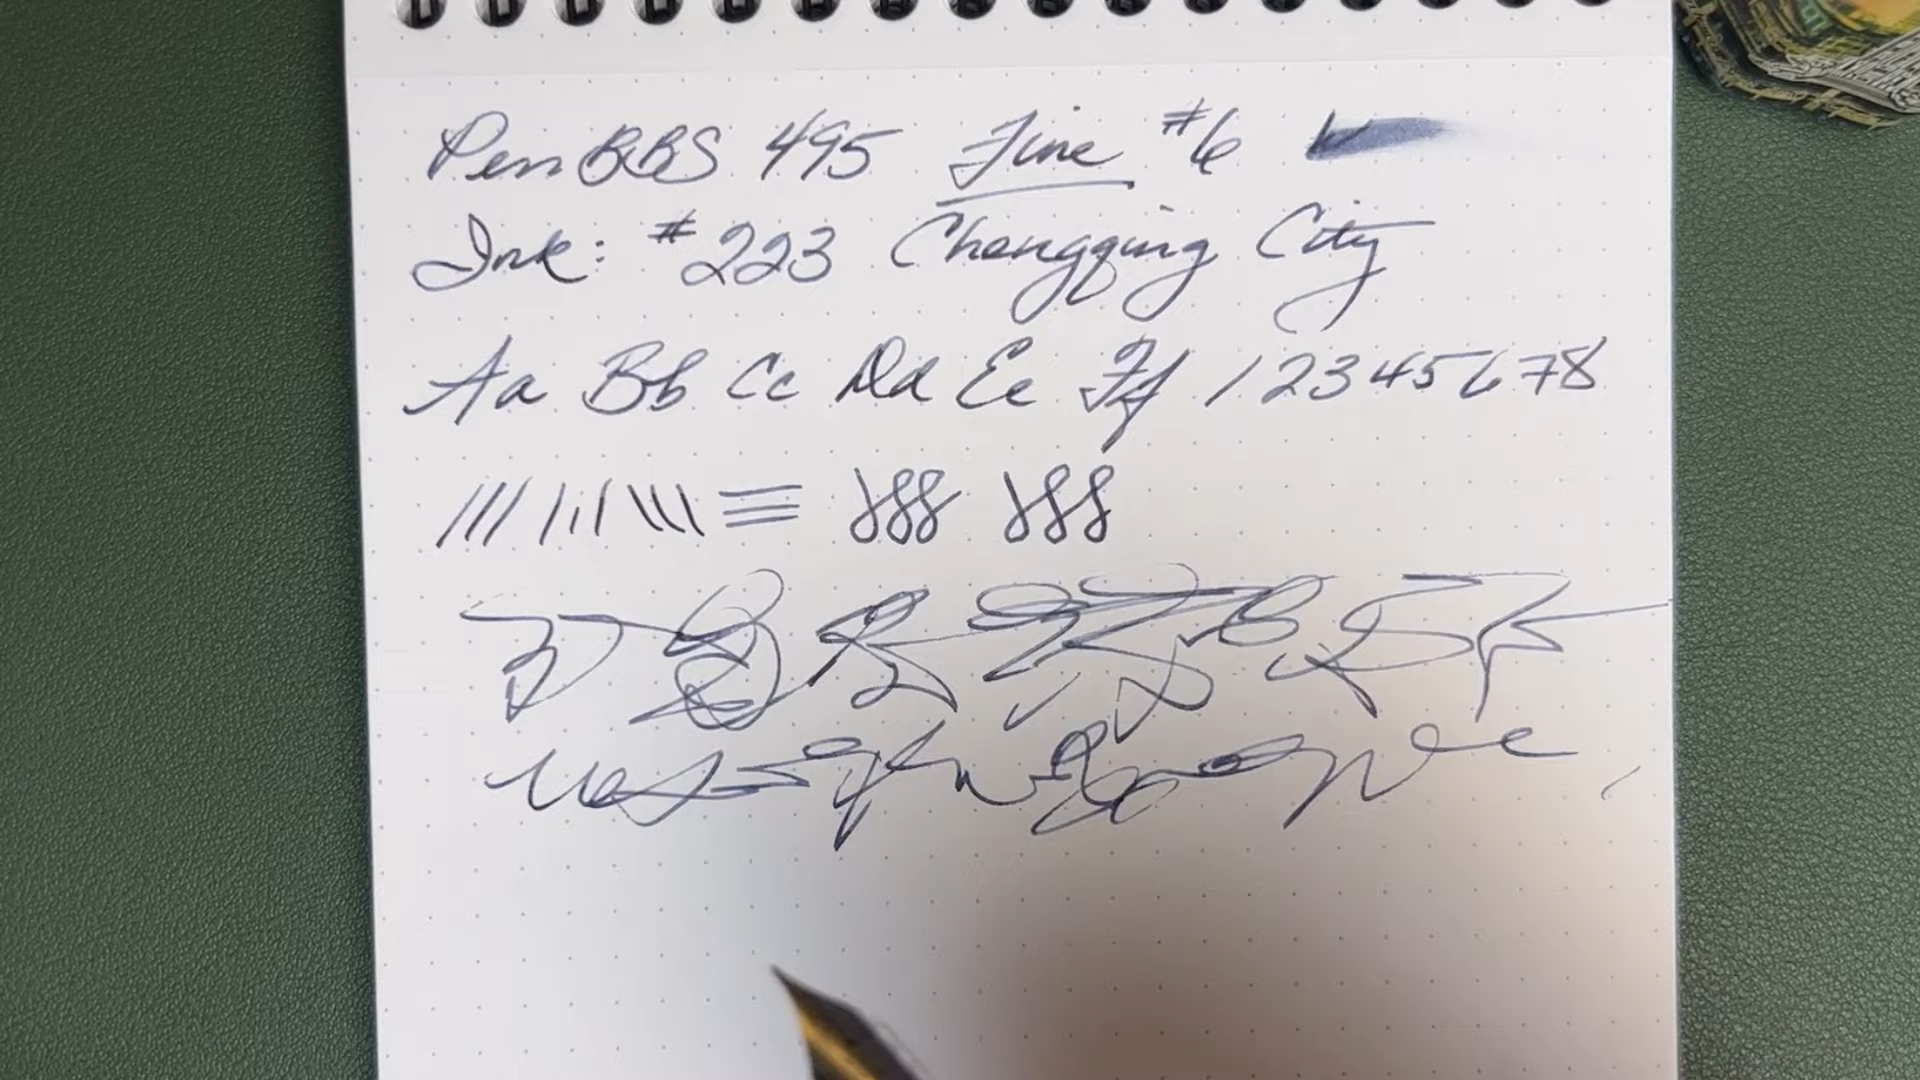 PenBBS 495 Fine #6
Ink: #223 Chongqing City
Aa Bb Cc Dd Ee Ff 12345678